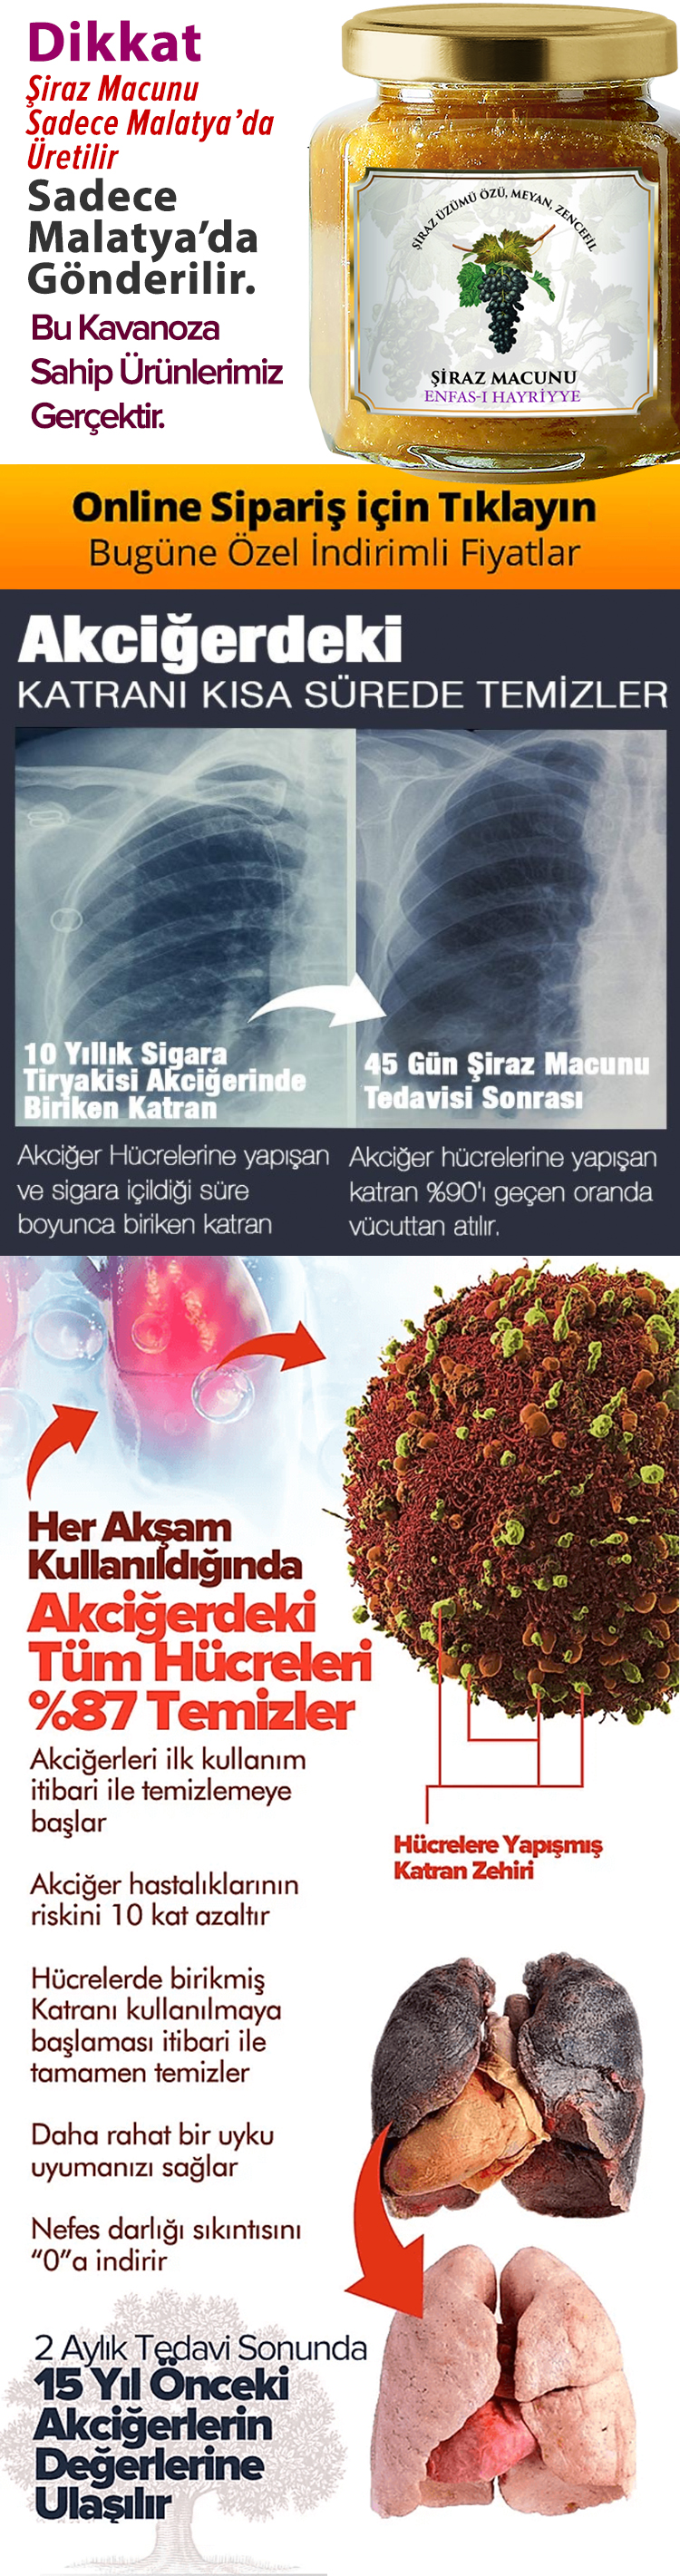 Dikkat
Şiraz Macunu
Sadece Malatya'da
Üretilir
Sadece
Malatya'da
Gönderilir.
Bu Kavanoza
Sahip Ürünlerimiz
Gerçektir.
ŞİRAZ ÜZÜMÜ ÖZÜ, MEYAN, ZENCEFİL
ŞİRAZ MACUNU
ENFAS-I HAYRİYYE
Online Sipariş için Tıklayın
Bugüne Özel İndirimli Fiyatlar
Akciğerdeki
KATRANI KISA SÜREDE TEMİZLER
10 Yıllık Sigara
Tiryakisi Akciğerinde
Biriken Katran
45 Gün Şiraz Macunu
Tedavisi Sonrası
Akciğer Hücrelerine yapışan
ve sigara içildiği süre
boyunca biriken katran
Akciğer hücrelerine yapışan
katran %90'ı geçen oranda
vücuttan atılır.
Her Akşam
Kullanıldığında
Akciğerdeki
Tüm Hücreleri
%87 Temizler
Akciğerleri ilk kullanım
itibari ile temizlemeye
başlar
Hücrelere Yapışmış
Katran Zehiri
Akciğer hastalıklarının
riskini 10 kat azaltır
Hücrelerde birikmiş
Katranı kullanılmaya
başlaması itibari ile
tamamen temizler
Daha rahat bir uyku
uyumanızı sağlar
Nefes darlığı sıkıntısını
"0"a indirir
2 Aylık Tedavi Sonunda
15 Yıl Önceki
Akciğerlerin
Değerlerine
Ulaşılır